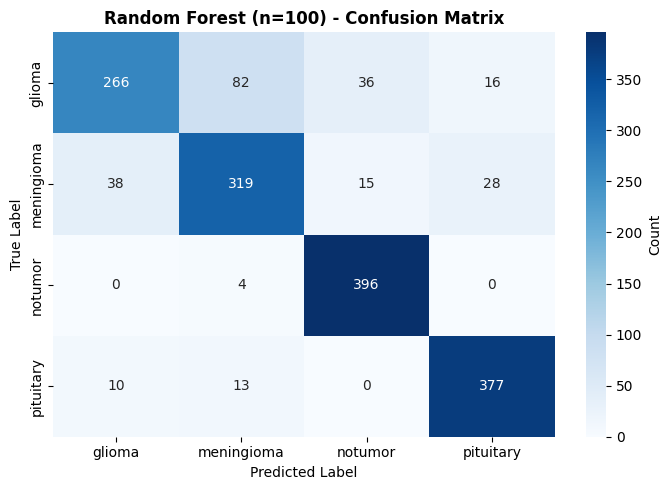 Random Forest (n=100) - Confusion Matrix
True Label
glioma 266 82 36 16
meningioma 38 319 15 28
notumor 0 4 396 0
pituitary 10 13 0 377
glioma meningioma notumor pituitary
Predicted Label
350
300
250
200
150
100
50
0
Count